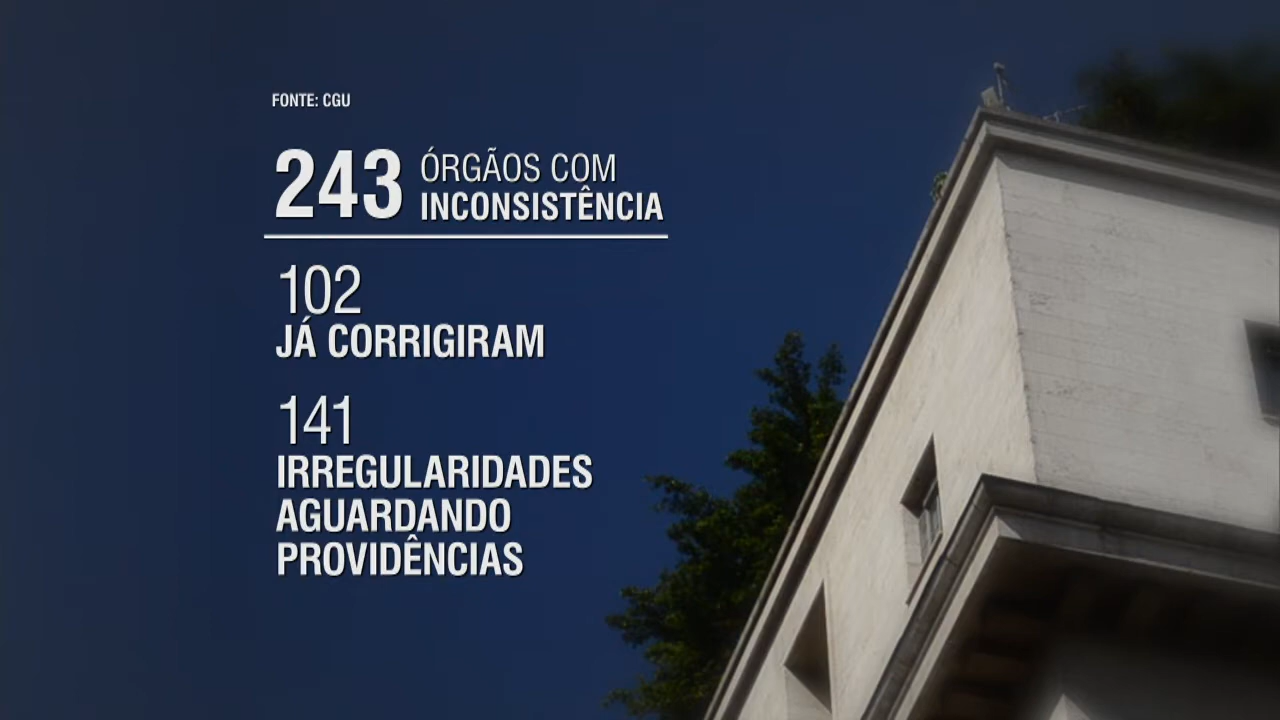 FONTE: CGU
243 ÓRGÃOS COM
INCONSISTÊNCIA
102
JÁ CORRIGIRAM
141
IRREGULARIDADES
AGUARDANDO
PROVIDÊNCIAS